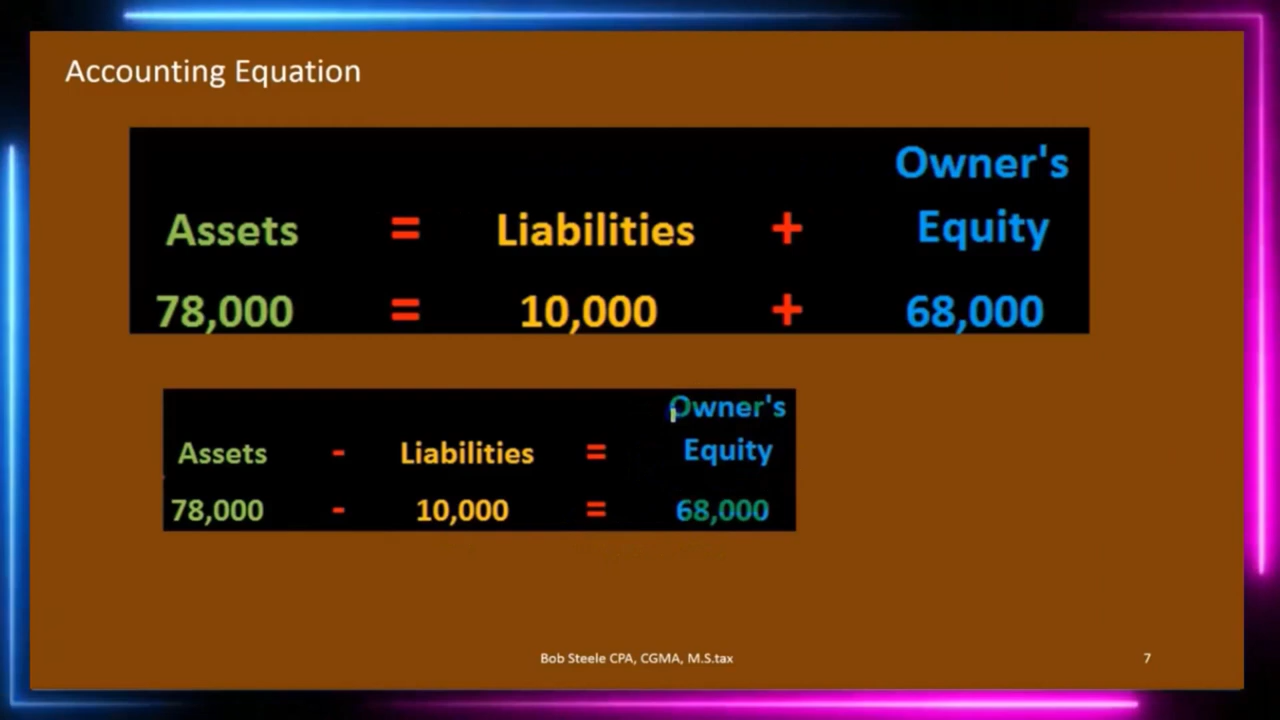 Accounting Equation
Owner's
Assets = Liabilities + Equity
78,000 = 10,000 + 68,000
Owner's
Assets - Liabilities = Equity
78,000 - 10,000 = 68,000
Bob Steele CPA, CGMA, M.S.tax 7